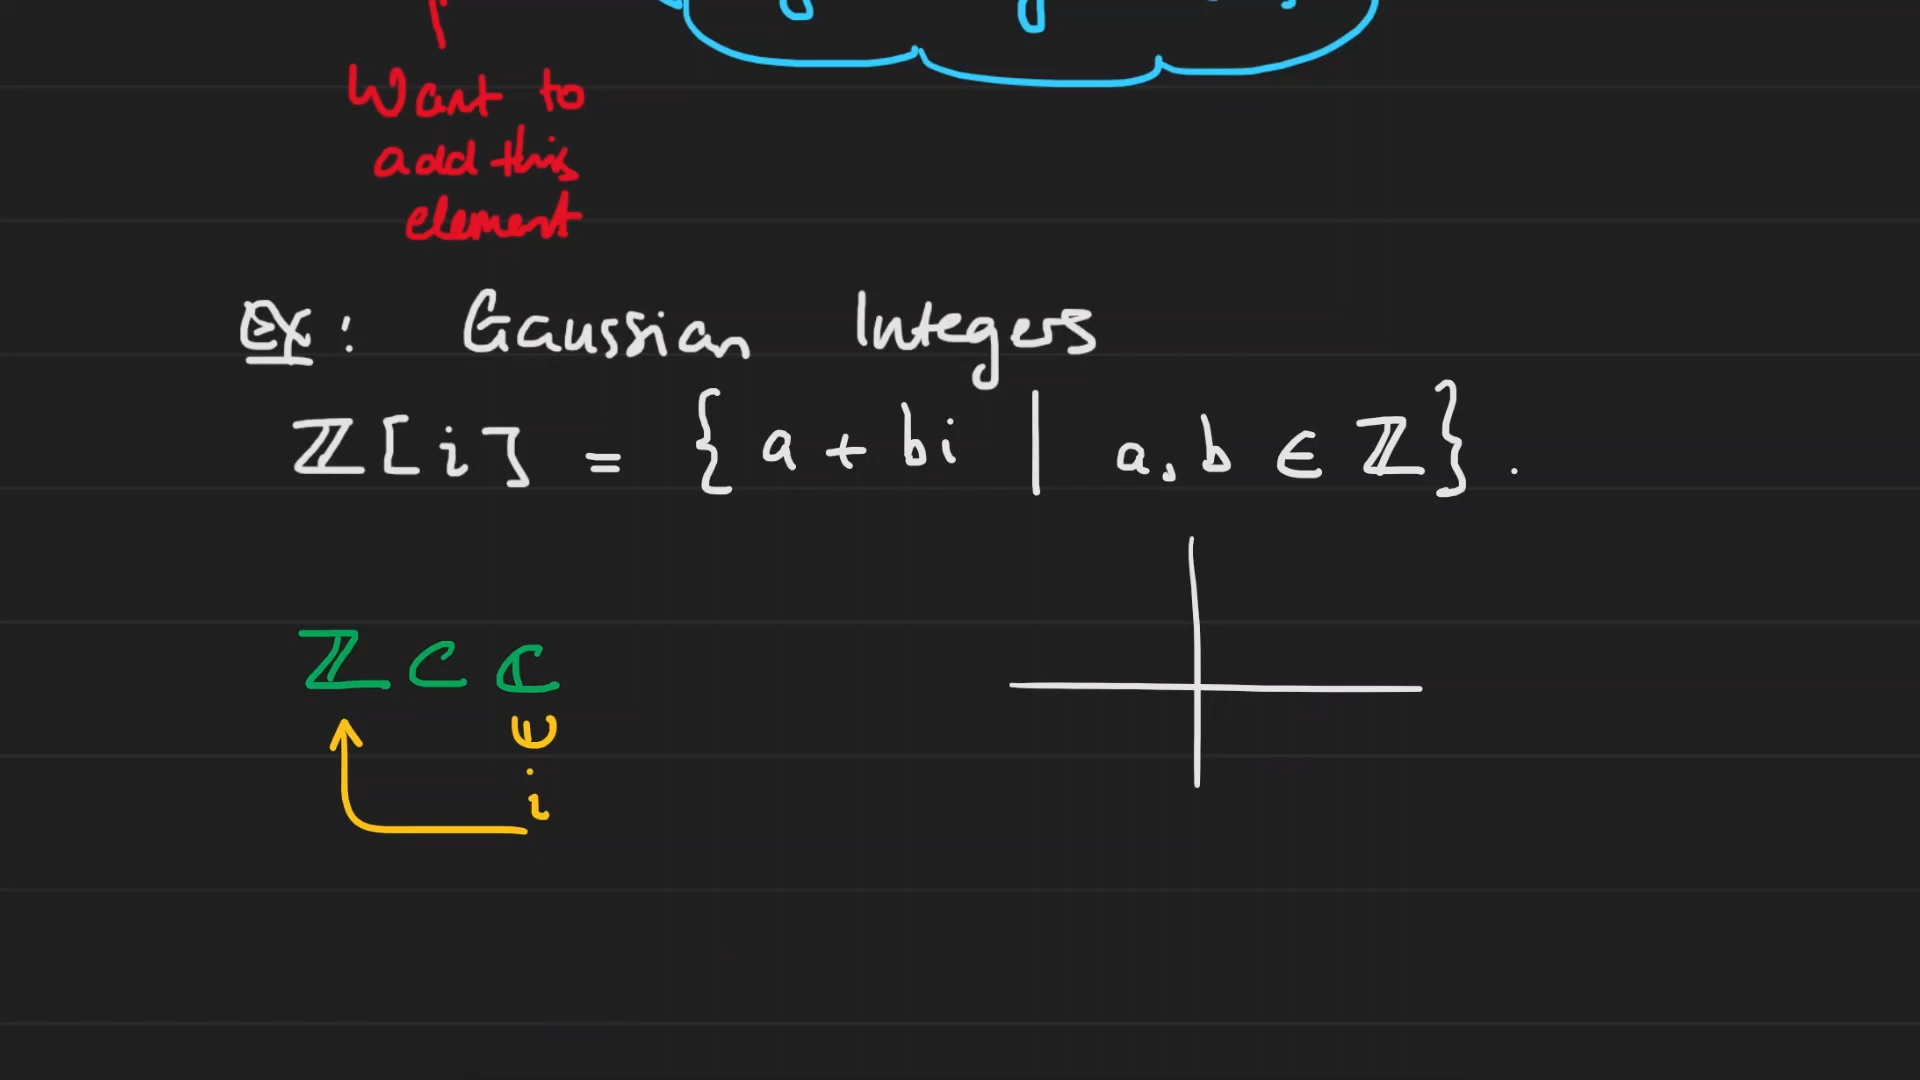 Want to
add this
element
Ex: Gaussian Integers
ℤ[i] = {a + bi | a, b ∈ ℤ}.
ℤ ⊂ ℂ
∈
i